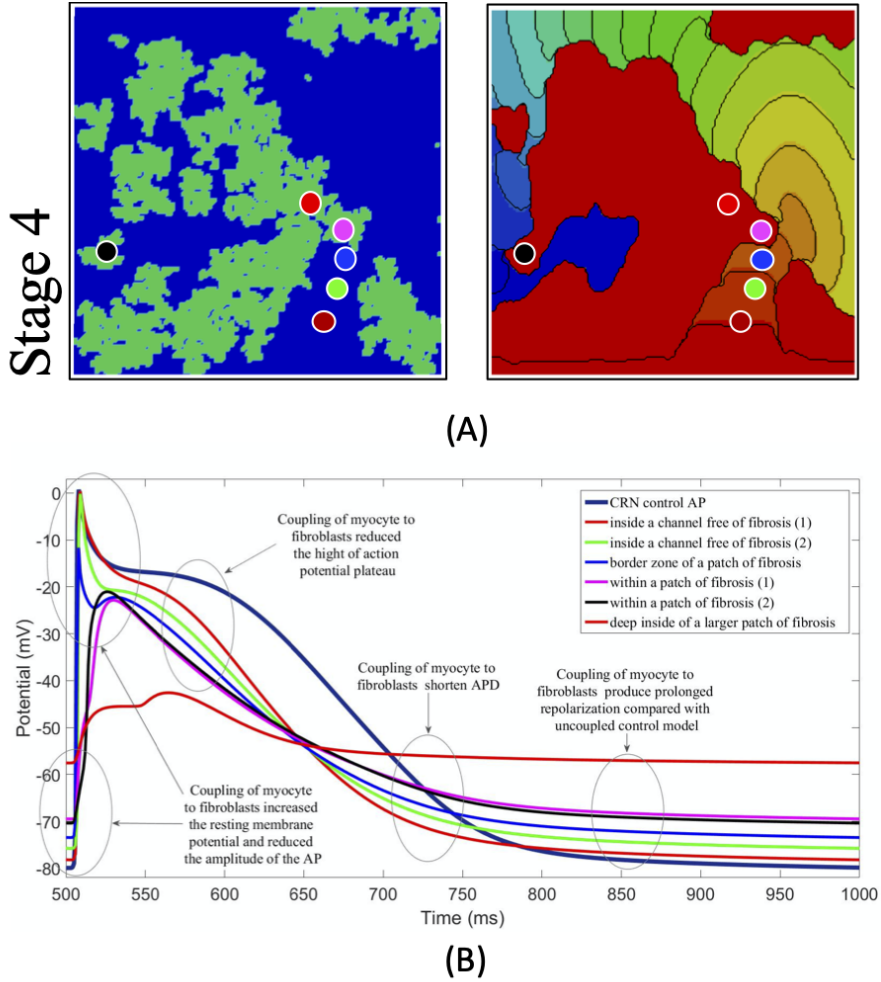 Stage 4
(A)
0
-10
-20
-30
-40
-50
-60
-70
-80
Potential (mV)
500
550
600
650
700
750
800
850
900
950
1000
Time (ms)
CRN control AP
inside a channel free of fibrosis (1)
inside a channel free of fibrosis (2)
border zone of a patch of fibrosis
within a patch of fibrosis (1)
within a patch of fibrosis (2)
deep inside of a larger patch of fibrosis
Coupling of myocyte to
fibroblasts reduced
the hight of action
potential plateau
Coupling of myocyte to
fibroblasts shorten APD
Coupling of myocyte to
fibroblasts produce prolonged
repolarization compared with
uncoupled control model
Coupling of myocyte
to fibroblasts increased
the resting membrane
potential and reduced
the amplitude of the AP
(B)